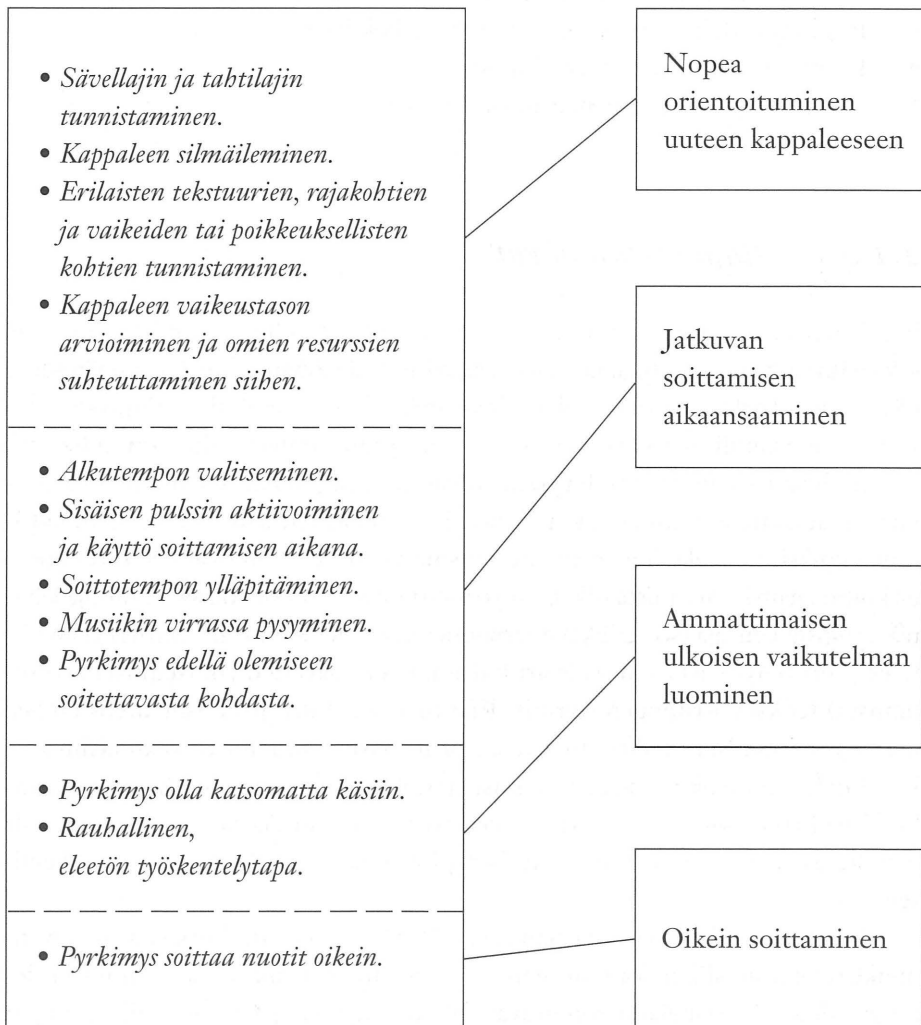 • Sävellajin ja tahtilajin
tunnistaminen.
• Kappaleen silmäileminen.
• Erilaisten tekstuurien, rajakohtien
ja vaikeiden tai poikkeuksellisten
kohtien tunnistaminen.
• Kappaleen vaikeustason
arvioiminen ja omien resurssien
suhteuttaminen siihen.
Nopea
orientoituminen
uuteen kappaleeseen
• Alkutempon valitseminen.
• Sisäisen pulssin aktiivoiminen
ja käyttö soittamisen aikana.
• Soittotempon ylläpitäminen.
• Musiikin virrassa pysyminen.
• Pyrkimys edellä olemiseen
soitettavasta kohdasta.
Jatkuvan
soittamisen
aikaansaaminen
• Pyrkimys olla katsomatta käsiin.
• Rauhallinen,
eleetön työskentelytapa.
Ammattimaisen
ulkoisen vaikutelman
luominen
• Pyrkimys soittaa nuotit oikein.
Oikein soittaminen